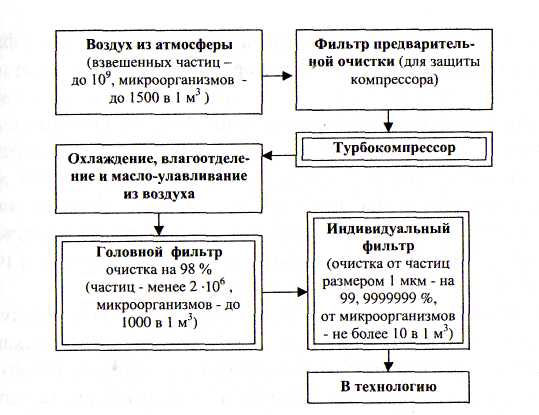 Воздух из атмосферы
(взвешенных частиц –
до 10⁹, микроорганизмов -
до 1500 в 1 м³ )
Фильтр предваритель-
ной очистки (для защиты
компрессора)
Турбокомпрессор
Охлаждение, влагоотделе-
ние и масло-улавливание
из воздуха
Головной фильтр
очистка на 98 %
(частиц - менее 2 ·10⁶ ,
микроорганизмов - до
1000 в 1 м³)
Индивидуальный
фильтр
(очистка от частиц
размером 1 мкм - на
99, 9999999 %,
от микроорганизмов
- не более 10 в 1 м³)
В технологию